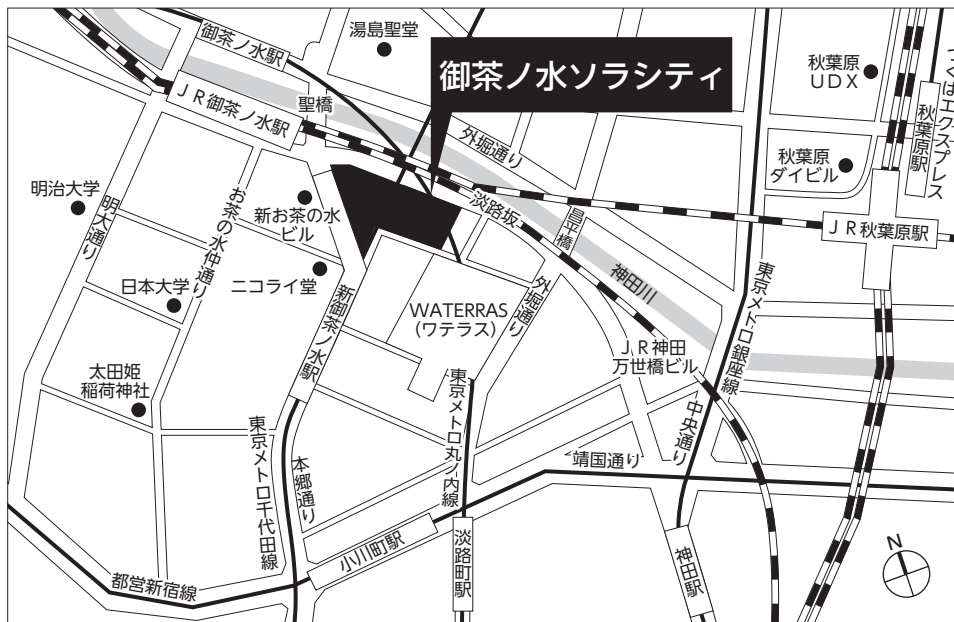 御茶ノ水駅
湯島聖堂
御茶ノ水ソラシティ
秋葉原
UDX
つくばエクスプレス
秋葉原駅
JR御茶ノ水駅
聖橋
外堀通り
秋葉原
ダイビル
明治大学
明大通り
お茶の水仲通り
新お茶の水
ビル
淡路坂
昌平橋
JR秋葉原駅
日本大学
ニコライ堂
新御茶ノ水駅
WATERRAS
(ワテラス)
外堀通り
神田川
東京メトロ銀座線
JR神田
万世橋ビル
太田姫
稲荷神社
東京メトロ千代田線
本郷通り
東京メトロ丸ノ内線
中央通り
靖国通り
都営新宿線
小川町駅
淡路町駅
神田駅
N